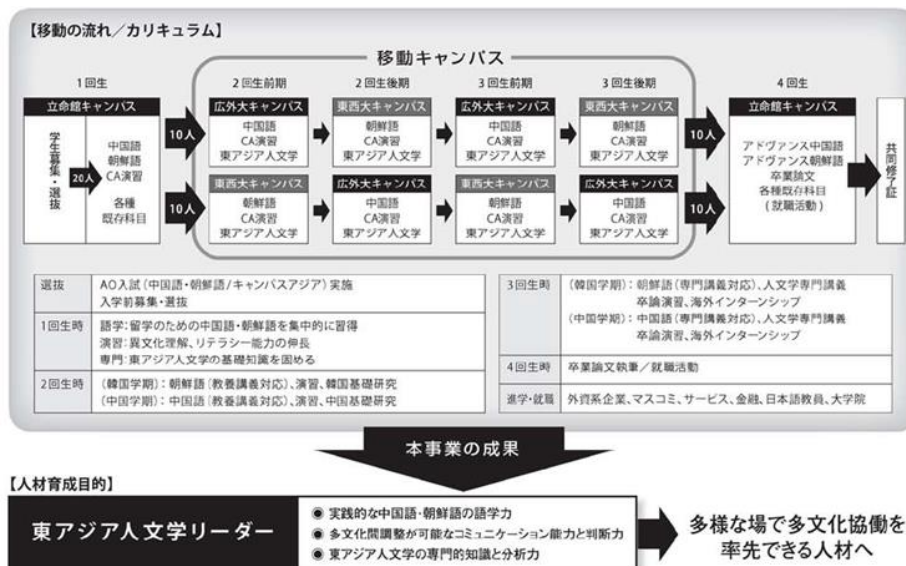 【移動の流れ／カリキュラム】
移動キャンパス
1回生
2回生前期
2回生後期
3回生前期
3回生後期
4回生
立命館キャンパス
学生募集・選抜
20人
中国語
朝鮮語
CA演習
各種
既存科目
10人
広外大キャンパス
中国語
CA演習
東アジア人文学
東西大キャンパス
朝鮮語
CA演習
東アジア人文学
広外大キャンパス
中国語
CA演習
東アジア人文学
東西大キャンパス
朝鮮語
CA演習
東アジア人文学
10人
10人
東西大キャンパス
朝鮮語
CA演習
東アジア人文学
広外大キャンパス
中国語
CA演習
東アジア人文学
東西大キャンパス
朝鮮語
CA演習
東アジア人文学
広外大キャンパス
中国語
CA演習
東アジア人文学
10人
立命館キャンパス
アドヴァンス中国語
アドヴァンス朝鮮語
卒業論文
各種既存科目
(就職活動)
共同修了証
選抜
AO入試(中国語・朝鮮語/キャンパスアジア)実施
入学前募集・選抜
1回生時
語学:留学のための中国語・朝鮮語を集中的に習得
演習:異文化理解、リテラシー能力の伸長
専門:東アジア人文学の基礎知識を固める
2回生時
(韓国学期):朝鮮語(教養講義対応)、演習、韓国基礎研究
(中国学期):中国語(教養講義対応)、演習、中国基礎研究
3回生時
(韓国学期):朝鮮語(専門講義対応)、人文学専門講義
卒論演習、海外インターンシップ
(中国学期):中国語(専門講義対応)、人文学専門講義
卒論演習、海外インターンシップ
4回生時
卒業論文執筆／就職活動
進学・就職
外資系企業、マスコミ、サービス、金融、日本語教員、大学院
本事業の成果
【人材育成目的】
東アジア人文学リーダー
◉ 実践的な中国語・朝鮮語の語学力
◉ 多文化間調整が可能なコミュニケーション能力と判断力
◉ 東アジア人文学の専門的知識と分析力
多様な場で多文化協働を
率先できる人材へ